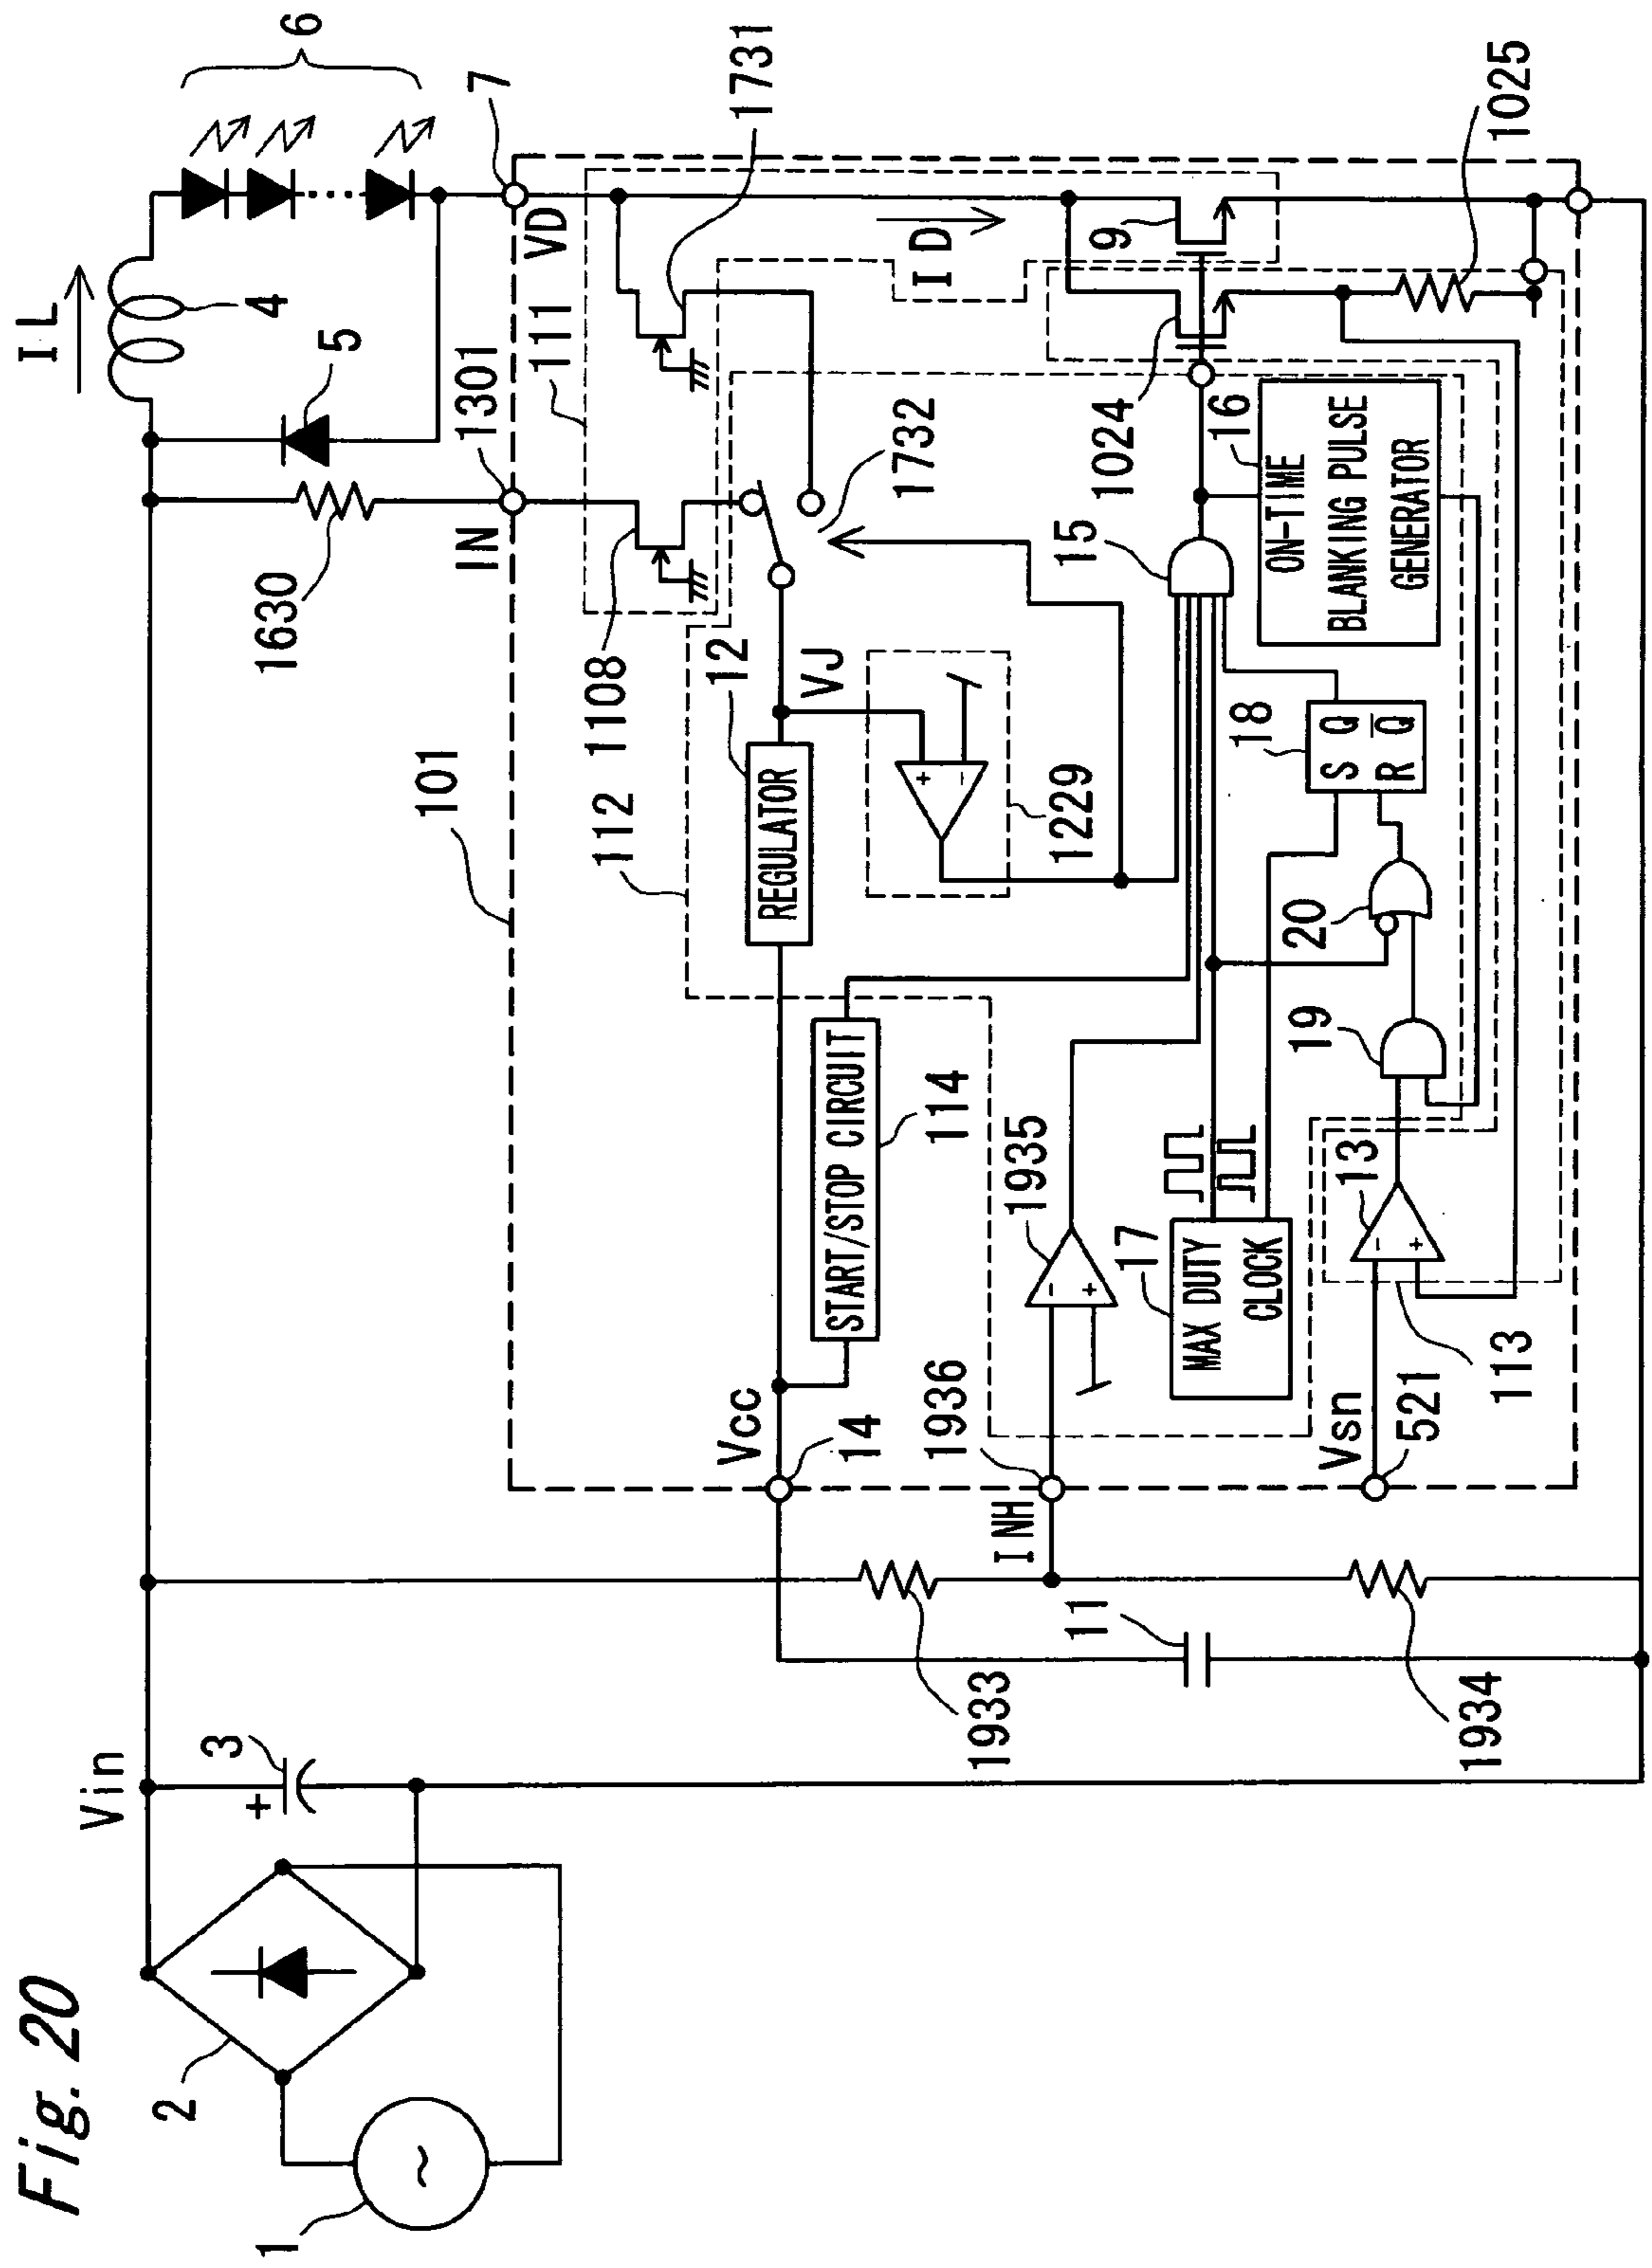 Fig. 20
1
2
Vin
3
+
~
IL
4
5
6
7
VD
1630
1301
IN
101
1108
111
1731
112
12
REGULATOR
VJ
1732
ID
9
1229
+
−
Vcc
14
START/STOP CIRCUIT
114
1024
1025
15
16
ON-TIME
BLANKING PULSE
GENERATOR
1933
INH
1936
1935
−
+
11
1934
17
MAX DUTY
CLOCK
18
S Q
R Q̅
20
19
13
−
+
Vsn
521
113